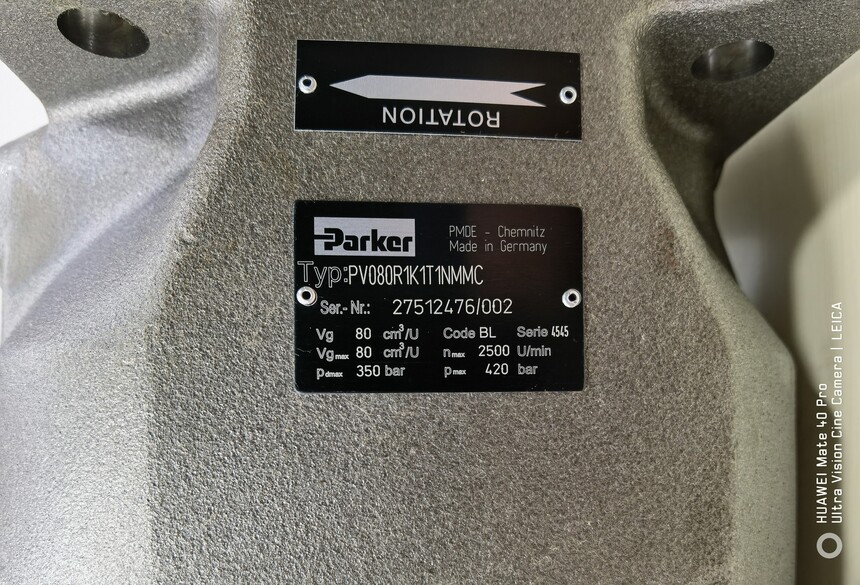 ROTATION
Parker
PMDE - Chemnitz
Made in Germany
Typ:PV080R1K1T1NMMC
Ser.-Nr.: 27512476/002
Vg 80 cm³/U Code BL Serie 4545
Vgmax 80 cm³/U nmax 2500 U/min
pdmax 350 bar pmax 420 bar
HUAWEI Mate 40 Pro
Ultra Vision Cine Camera | LEICA